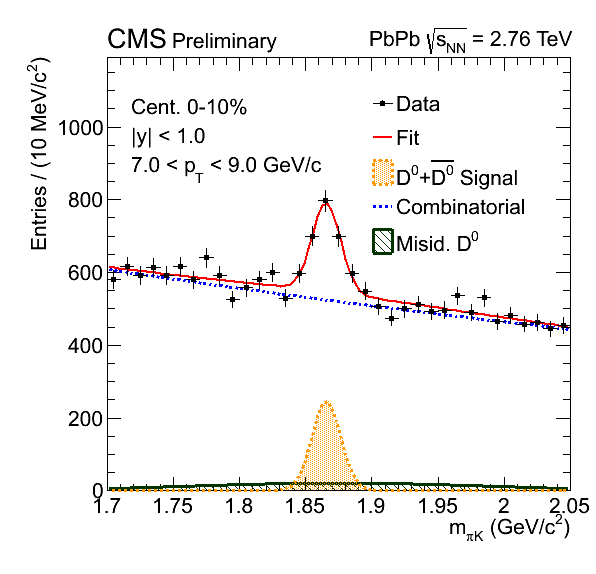 CMS Preliminary PbPb √s_NN = 2.76 TeV
Cent. 0-10%
|y| < 1.0
7.0 < p_T < 9.0 GeV/c
Data
Fit
D⁰+D̅⁰ Signal
Combinatorial
Misid. D⁰
Entries / (10 MeV/c²)
1000
800
600
400
200
0
1.7 1.75 1.8 1.85 1.9 1.95 2 2.05
m_πK (GeV/c²)